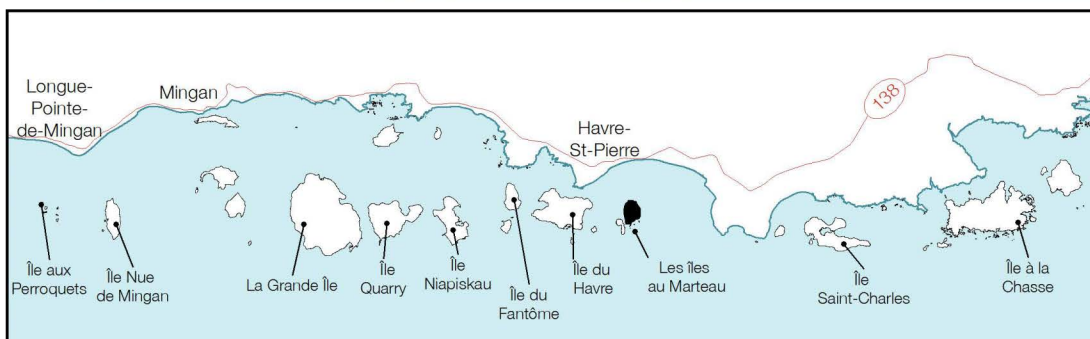 Longue-
Pointe-
de-Mingan
Mingan
138
Havre-
St-Pierre
Île aux
Perroquets
Île Nue
de Mingan
La Grande Île
Île
Quarry
Île
Niapiskau
Île du
Fantôme
Île du
Havre
Les îles
au Marteau
Île
Saint-Charles
Île à la
Chasse